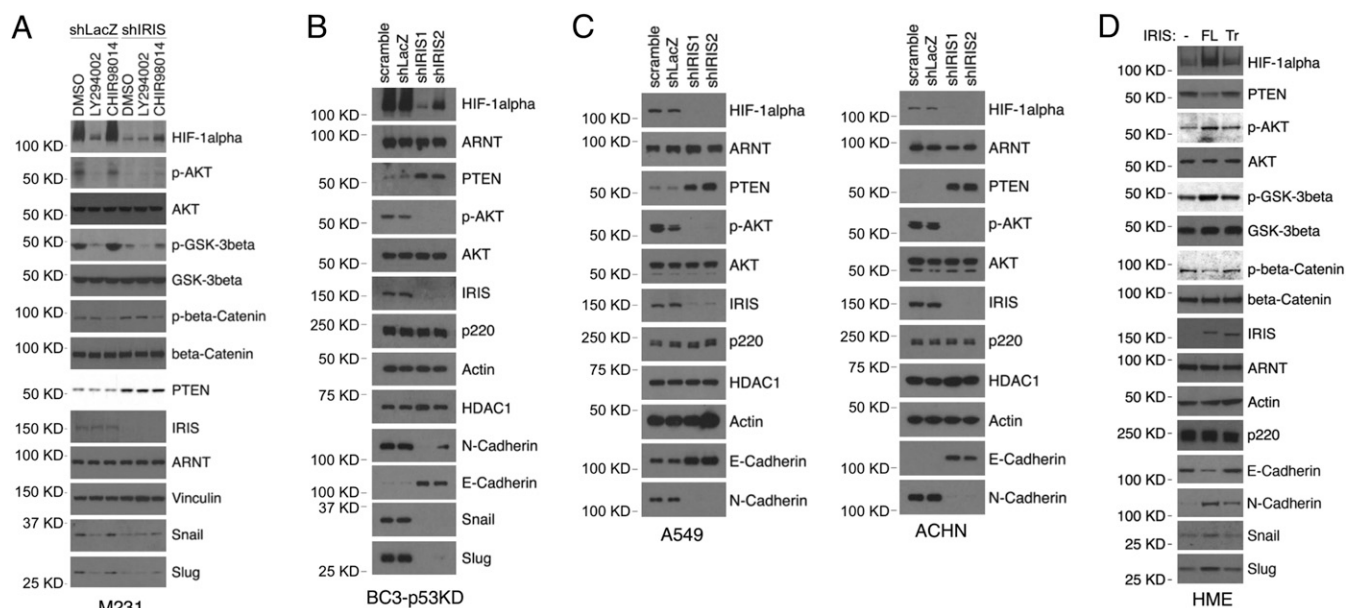 A
shLacZ shIRIS
DMSO
LY294002
CHIR98014
DMSO
LY294002
CHIR98014
100 KD HIF-1alpha
50 KD p-AKT
50 KD AKT
50 KD p-GSK-3beta
50 KD GSK-3beta
100 KD p-beta-Catenin
100 KD beta-Catenin
50 KD PTEN
150 KD IRIS
100 KD ARNT
150 KD Vinculin
37 KD Snail
25 KD Slug
M231
B
scramble
shLacZ
shIRIS1
shIRIS2
100 KD HIF-1alpha
100 KD ARNT
50 KD PTEN
50 KD p-AKT
50 KD AKT
150 KD IRIS
250 KD p220
50 KD Actin
75 KD HDAC1
100 KD N-Cadherin
100 KD E-Cadherin
37 KD Snail
25 KD Slug
BC3-p53KD
C
scramble
shLacZ
shIRIS1
shIRIS2
100 KD HIF-1alpha
100 KD ARNT
50 KD PTEN
50 KD p-AKT
50 KD AKT
150 KD IRIS
250 KD p220
75 KD HDAC1
50 KD Actin
100 KD E-Cadherin
100 KD N-Cadherin
A549
scramble
shLacZ
shIRIS1
shIRIS2
100 KD HIF-1alpha
100 KD ARNT
50 KD PTEN
50 KD p-AKT
50 KD AKT
150 KD IRIS
250 KD p220
75 KD HDAC1
50 KD Actin
100 KD E-Cadherin
100 KD N-Cadherin
ACHN
D
IRIS: - FL Tr
100 KD HIF-1alpha
50 KD PTEN
50 KD p-AKT
50 KD AKT
50 KD p-GSK-3beta
50 KD GSK-3beta
100 KD p-beta-Catenin
100 KD beta-Catenin
150 KD IRIS
100 KD ARNT
50 KD Actin
250 KD p220
100 KD E-Cadherin
100 KD N-Cadherin
25 KD Snail
25 KD Slug
HME